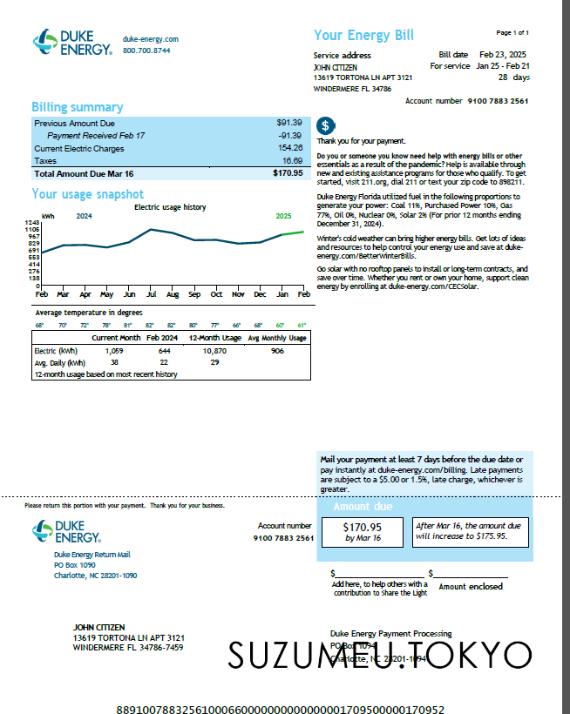 DUKE ENERGY®
duke-energy.com
800.700.8744
Your Energy Bill
Page 1 of 1
Service address
JOHN CITIZEN
13619 TORTONA LN APT 3121
WINDERMERE FL 34786
Bill date Feb 23, 2025
For service Jan 25 - Feb 21
28 days
Account number 9100 7883 2561
Billing summary
Previous Amount Due $91.39
Payment Received Feb 17 -91.39
Current Electric Charges 154.26
Taxes 16.69
Total Amount Due Mar 16 $170.95
$
Thank you for your payment.
Do you or someone you know need help with energy bills or other
essentials as a result of the pandemic? Help is available through
new and existing assistance programs for those who qualify. To get
started, visit 211.org, dial 211 or text your zip code to 898211.
Duke Energy Florida utilized fuel in the following proportions to
generate your power: Coal 11%, Purchased Power 10%, Gas
77%, Oil 0%, Nuclear 0%, Solar 2% (For prior 12 months ending
December 31, 2024).
Winter's cold weather can bring higher energy bills. Get lots of ideas
and resources to help control your energy use and save at duke-
energy.com/BetterWinterBills.
Go solar with no rooftop panels to install or long-term contracts, and
save over time. Whether you rent or own your home, support clean
energy by enrolling at duke-energy.com/CECSolar.
Your usage snapshot
Electric usage history
kWh 2024 2025
1243
1105
967
829
691
553
414
276
138
0
Feb Mar Apr May Jun Jul Aug Sep Oct Nov Dec Jan Feb
Average temperature in degrees
68° 70° 72° 78° 81° 82° 82° 80° 77° 66° 68° 60° 61°
Current Month Feb 2024 12-Month Usage Avg Monthly Usage
Electric (kWh) 1,059 644 10,870 906
Avg. Daily (kWh) 38 22 29
12-month usage based on most recent history
Mail your payment at least 7 days before the due date or
pay instantly at duke-energy.com/billing. Late payments
are subject to a $5.00 or 1.5%, late charge, whichever is
greater.
Please return this portion with your payment. Thank you for your business.
Amount due
DUKE ENERGY®
Duke Energy Return Mail
PO Box 1090
Charlotte, NC 28201-1090
Account number
9100 7883 2561
$170.95
by Mar 16
After Mar 16, the amount due
will increase to $175.95.
$ $
Add here, to help others with a
contribution to Share the Light
Amount enclosed
JOHN CITIZEN
13619 TORTONA LN APT 3121
WINDERMERE FL 34786-7459
Duke Energy Payment Processing
PO Box 1094
Charlotte, NC 28201-1094
SUZUMEU.TOKYO